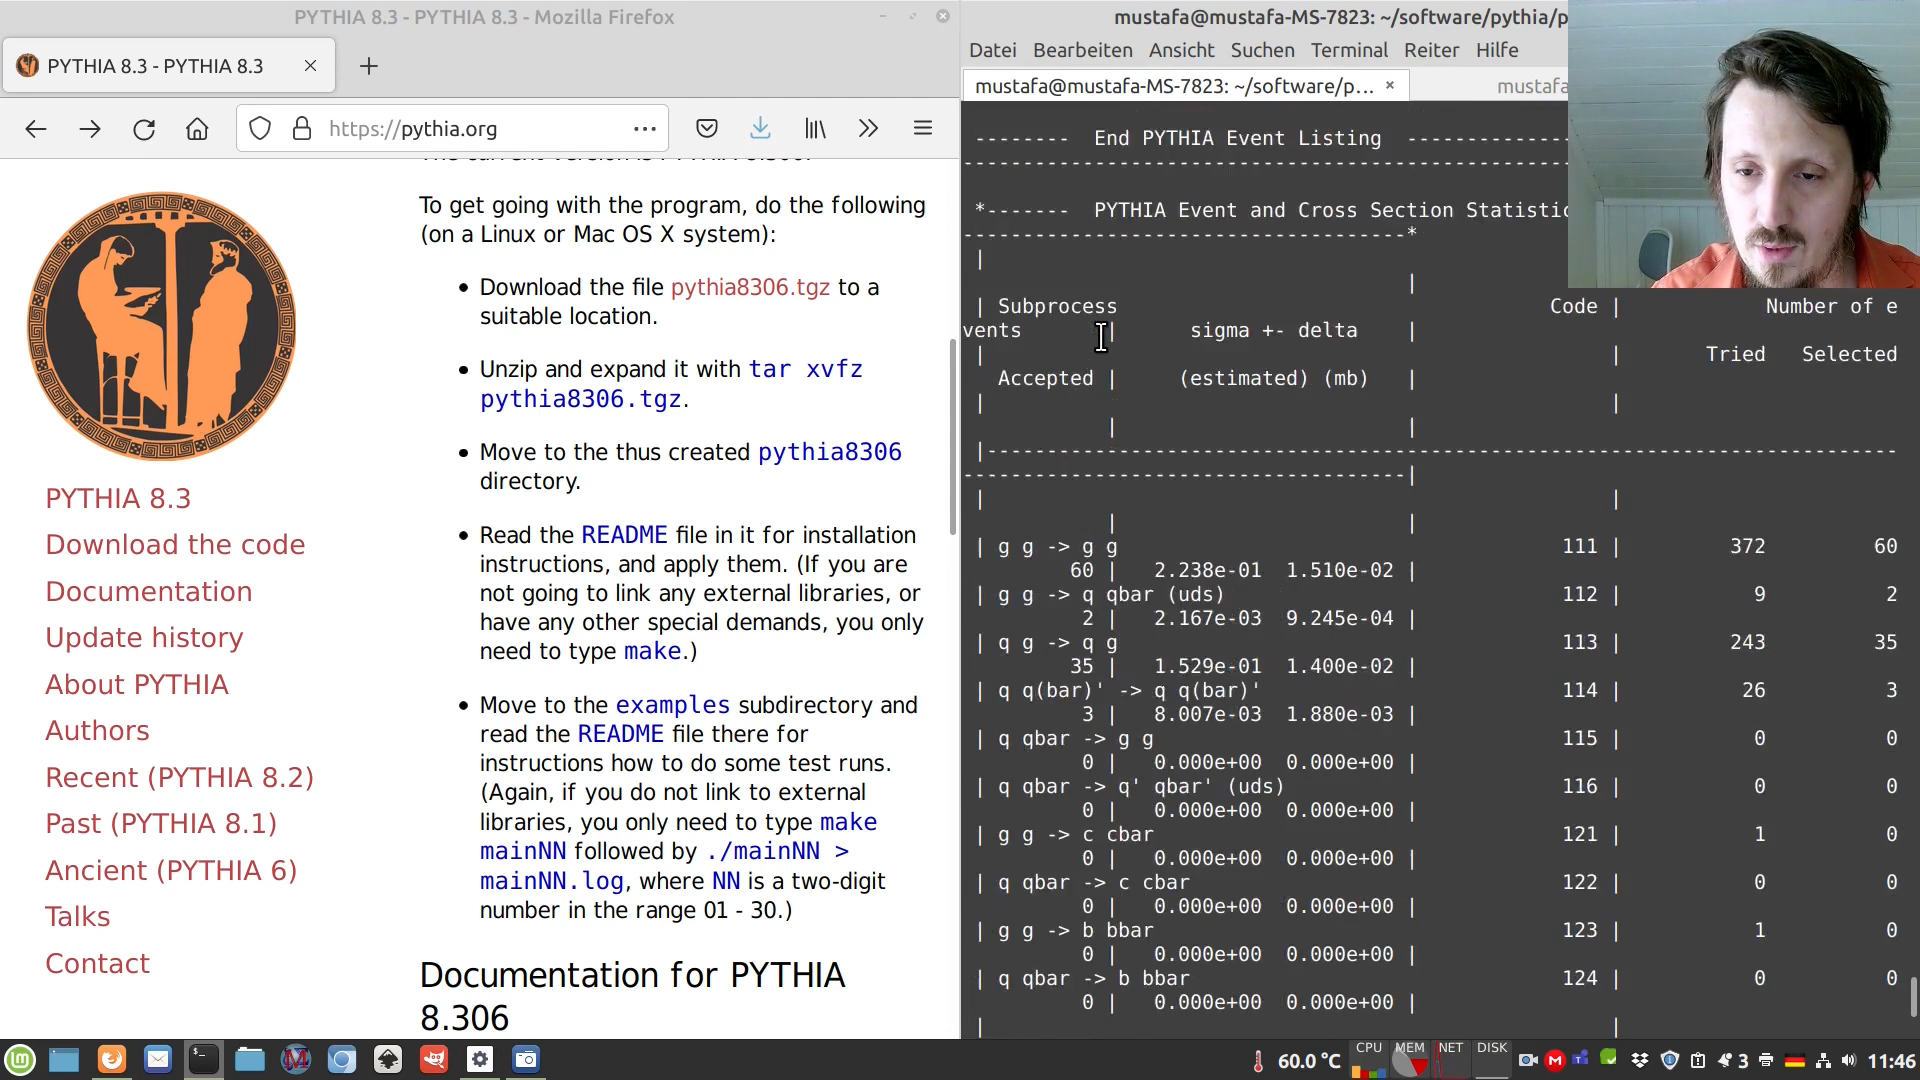 PYTHIA 8.3 - PYTHIA 8.3 - Mozilla Firefox
PYTHIA 8.3 - PYTHIA 8.3
https://pythia.org
To get going with the program, do the following
(on a Linux or Mac OS X system):
Download the file pythia8306.tgz to a
suitable location.
Unzip and expand it with tar xvfz
pythia8306.tgz.
Move to the thus created pythia8306
directory.
Read the README file in it for installation
instructions, and apply them. (If you are
not going to link any external libraries, or
have any other special demands, you only
need to type make.)
Move to the examples subdirectory and
read the README file there for
instructions how to do some test runs.
(Again, if you do not link to external
libraries, you only need to type make
mainNN followed by ./mainNN >
mainNN.log, where NN is a two-digit
number in the range 01 - 30.)
Documentation for PYTHIA
8.306
PYTHIA 8.3
Download the code
Documentation
Update history
About PYTHIA
Authors
Recent (PYTHIA 8.2)
Past (PYTHIA 8.1)
Ancient (PYTHIA 6)
Talks
Contact
mustafa@mustafa-MS-7823: ~/software/pythia/p
Datei Bearbeiten Ansicht Suchen Terminal Reiter Hilfe
mustafa@mustafa-MS-7823: ~/software/p... ×
mustafa
-------- End PYTHIA Event Listing --------------
*------- PYTHIA Event and Cross Section Statistic
-------------------------------------*
|
|
| Subprocess Code | Number of e
vents | sigma +- delta |
| | Tried Selected
Accepted | (estimated) (mb) |
| |
| |
|----------------------------------------------------------------------------
-------------------------------------|
| |
| |
| g g -> g g 111 | 372 60
60 | 2.238e-01 1.510e-02 |
| g g -> q qbar (uds) 112 | 9 2
2 | 2.167e-03 9.245e-04 |
| q g -> q g 113 | 243 35
35 | 1.529e-01 1.400e-02 |
| q q(bar)' -> q q(bar)' 114 | 26 3
3 | 8.007e-03 1.880e-03 |
| q qbar -> g g 115 | 0 0
0 | 0.000e+00 0.000e+00 |
| q qbar -> q' qbar' (uds) 116 | 0 0
0 | 0.000e+00 0.000e+00 |
| g g -> c cbar 121 | 1 0
0 | 0.000e+00 0.000e+00 |
| q qbar -> c cbar 122 | 0 0
0 | 0.000e+00 0.000e+00 |
| g g -> b bbar 123 | 1 0
0 | 0.000e+00 0.000e+00 |
| q qbar -> b bbar 124 | 0 0
0 | 0.000e+00 0.000e+00 |
| |
60.0 °C CPU MEM NET DISK 3 11:46